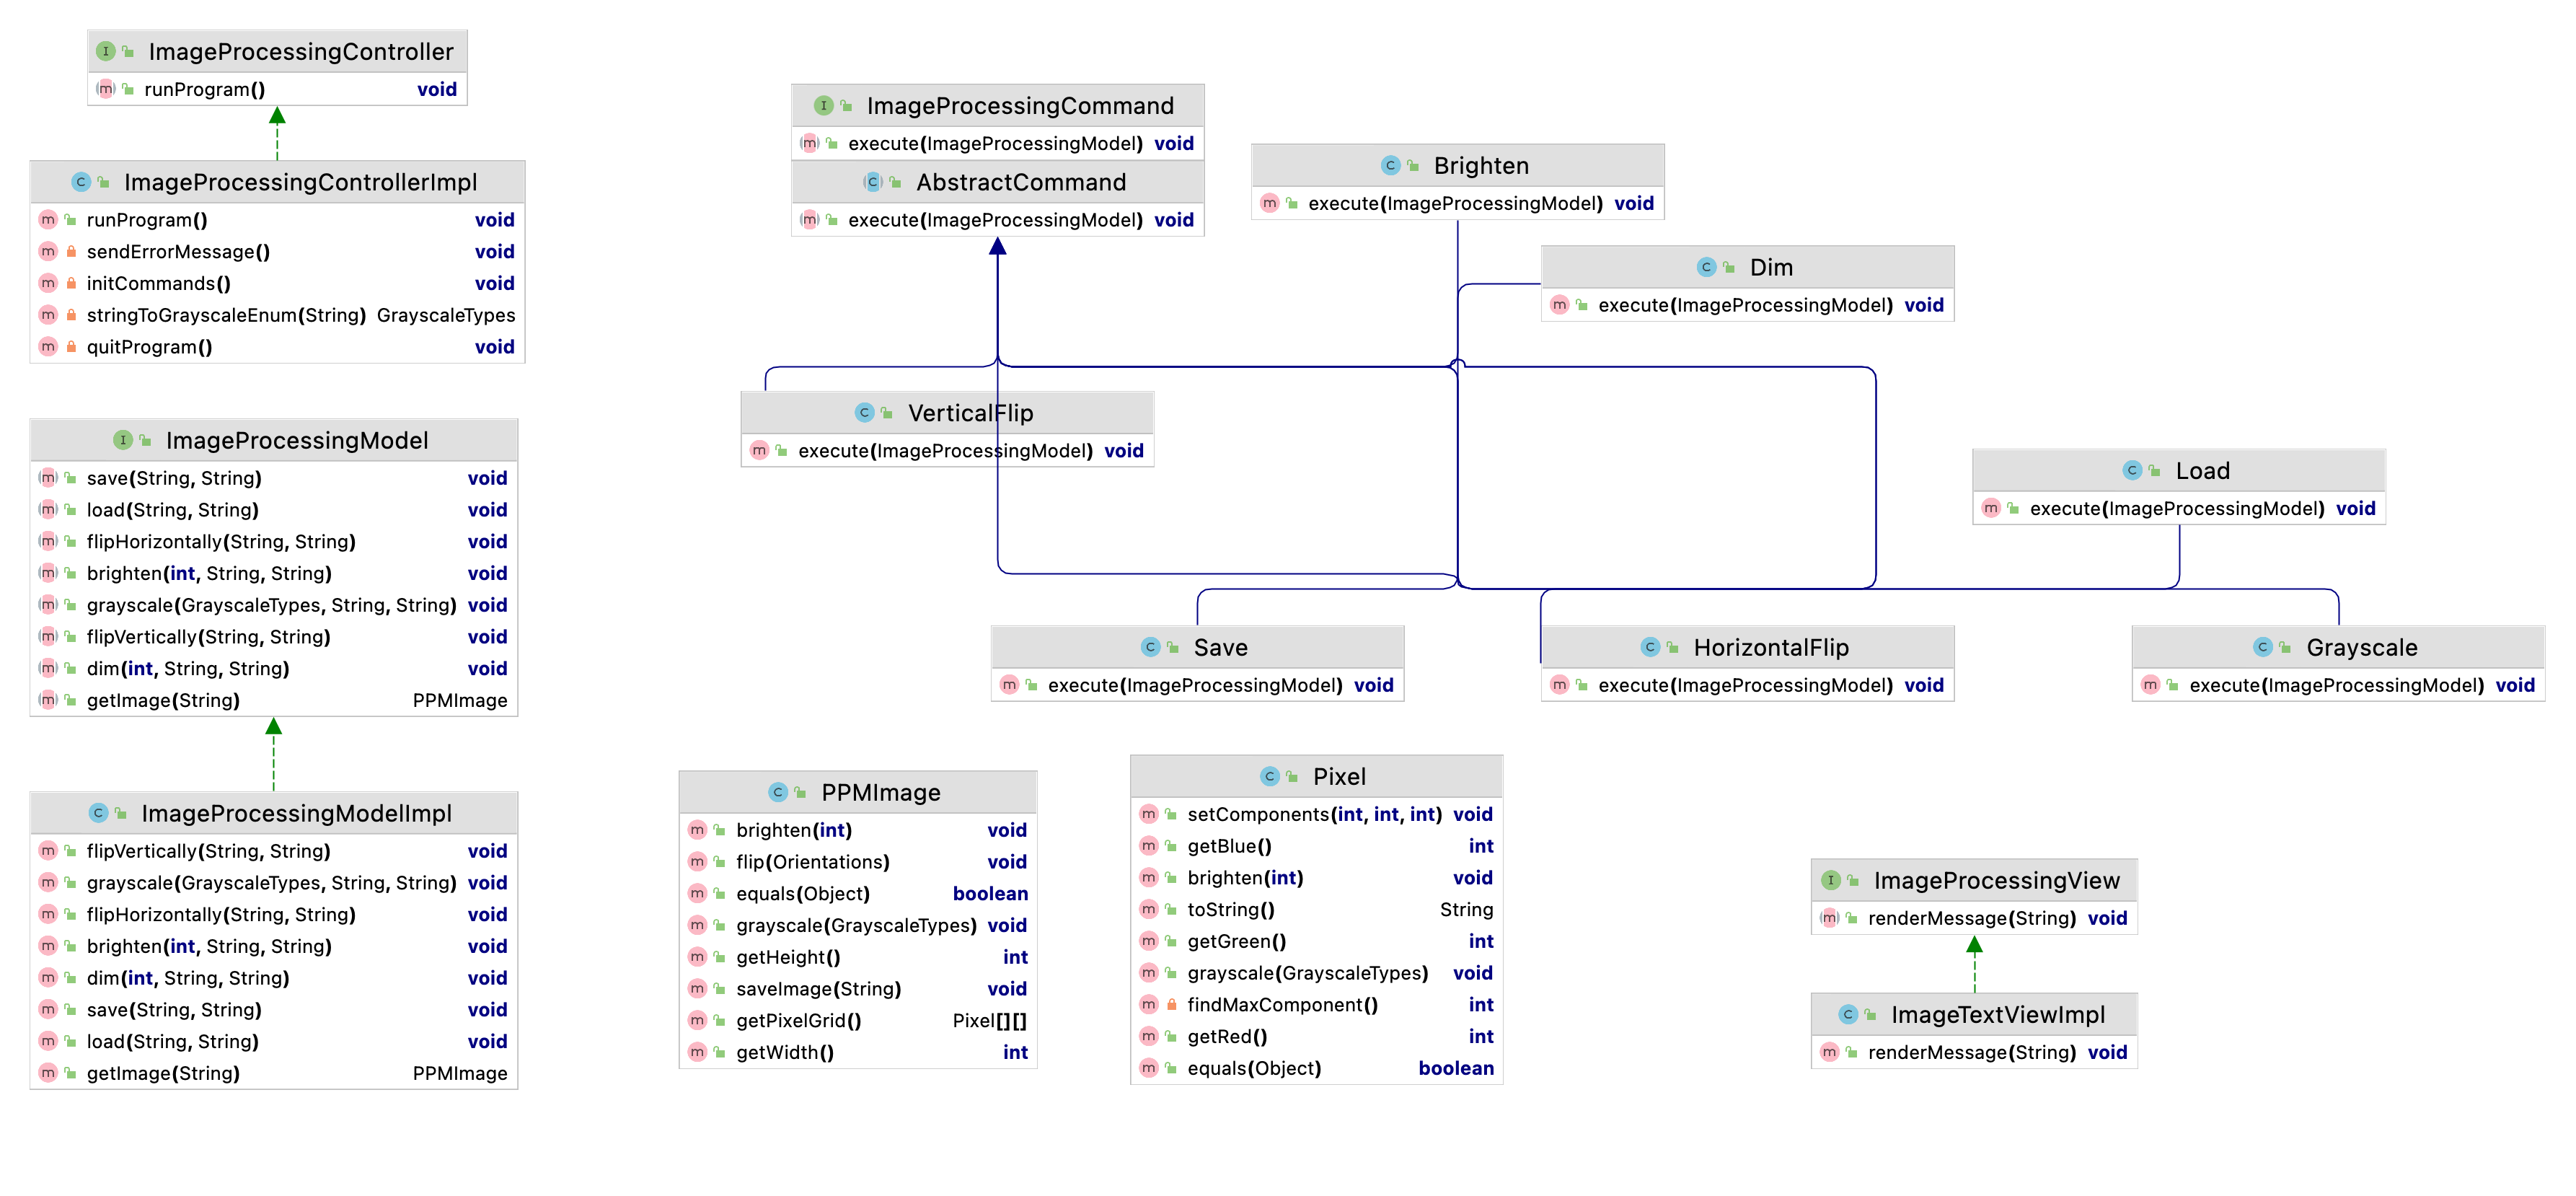 ImageProcessingController
runProgram() void
ImageProcessingControllerImpl
runProgram() void
sendErrorMessage() void
initCommands() void
stringToGrayscaleEnum(String) GrayscaleTypes
quitProgram() void
ImageProcessingModel
save(String, String) void
load(String, String) void
flipHorizontally(String, String) void
brighten(int, String, String) void
grayscale(GrayscaleTypes, String, String) void
flipVertically(String, String) void
dim(int, String, String) void
getImage(String) PPMImage
ImageProcessingModelImpl
flipVertically(String, String) void
grayscale(GrayscaleTypes, String, String) void
flipHorizontally(String, String) void
brighten(int, String, String) void
dim(int, String, String) void
save(String, String) void
load(String, String) void
getImage(String) PPMImage
ImageProcessingCommand
execute(ImageProcessingModel) void
AbstractCommand
execute(ImageProcessingModel) void
Brighten
execute(ImageProcessingModel) void
Dim
execute(ImageProcessingModel) void
VerticalFlip
execute(ImageProcessingModel) void
Load
execute(ImageProcessingModel) void
Save
execute(ImageProcessingModel) void
HorizontalFlip
execute(ImageProcessingModel) void
Grayscale
execute(ImageProcessingModel) void
PPMImage
brighten(int) void
flip(Orientations) void
equals(Object) boolean
grayscale(GrayscaleTypes) void
getHeight() int
saveImage(String) void
getPixelGrid() Pixel[][]
getWidth() int
Pixel
setComponents(int, int, int) void
getBlue() int
brighten(int) void
toString() String
getGreen() int
grayscale(GrayscaleTypes) void
findMaxComponent() int
getRed() int
equals(Object) boolean
ImageProcessingView
renderMessage(String) void
ImageTextViewImpl
renderMessage(String) void